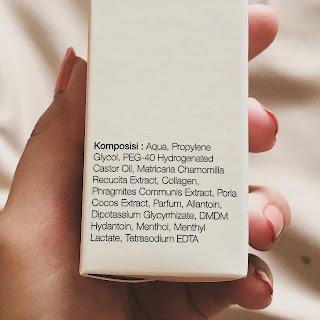 Komposisi : Aqua, Propylene
Glycol, PEG-40 Hydrogenated
Castor Oil, Matricaria Chamomilla
Recucita Extract, Collagen,
Phragmites Communis Extract, Poria
Cocos Extract, Parfum, Allantoin,
Dipotassium Glycyrrhizate, DMDM
Hydantoin, Menthol, Menthyl
Lactate, Tetrasodium EDTA